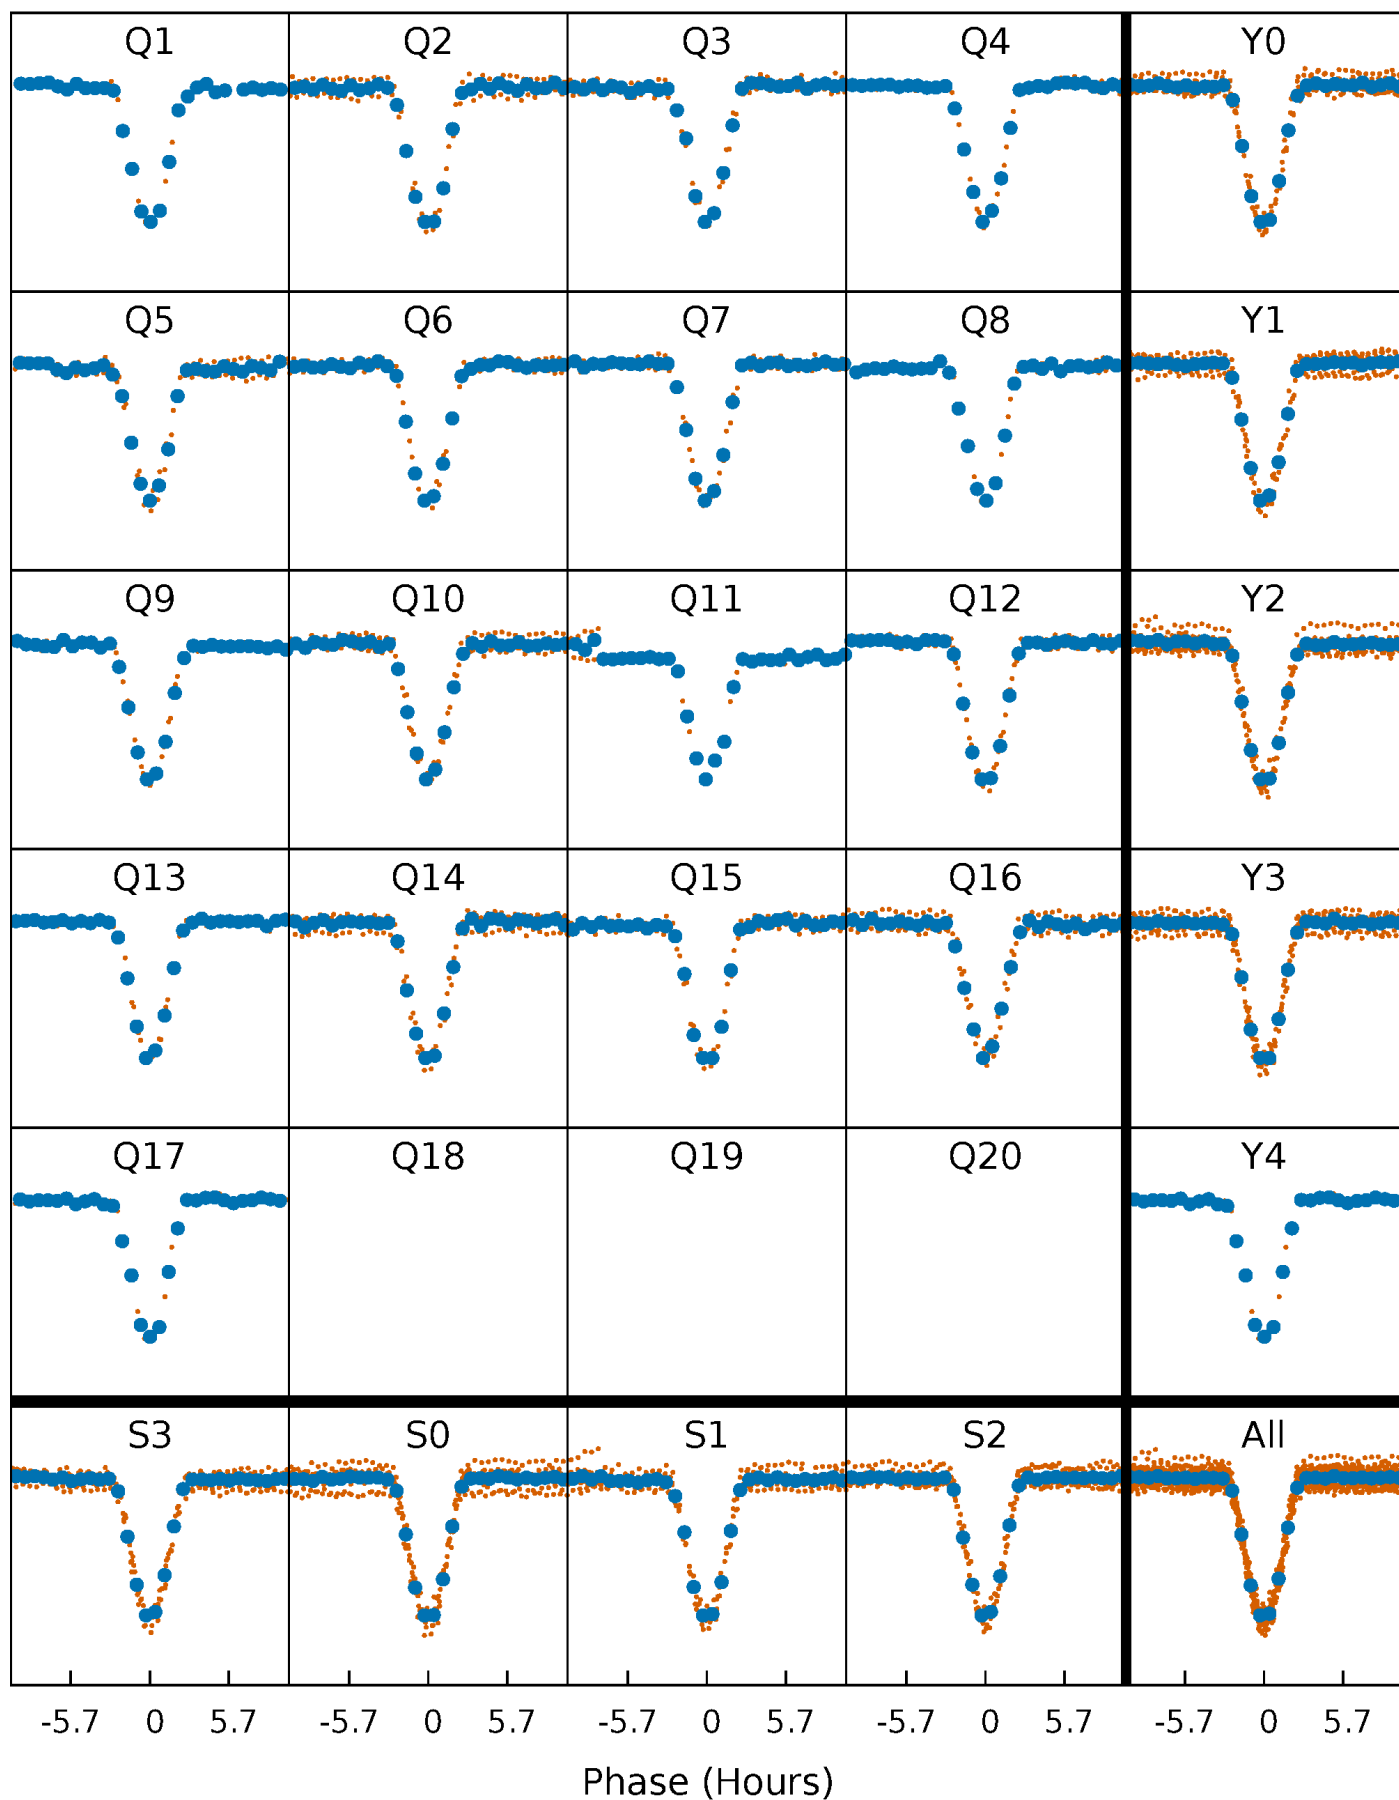 Q1 Q2 Q3 Q4 Y0
Q5 Q6 Q7 Q8 Y1
Q9 Q10 Q11 Q12 Y2
Q13 Q14 Q15 Q16 Y3
Q17 Q18 Q19 Q20 Y4
S3 S0 S1 S2 All
-5.7 0 5.7 -5.7 0 5.7 -5.7 0 5.7 -5.7 0 5.7 -5.7 0 5.7
Phase (Hours)